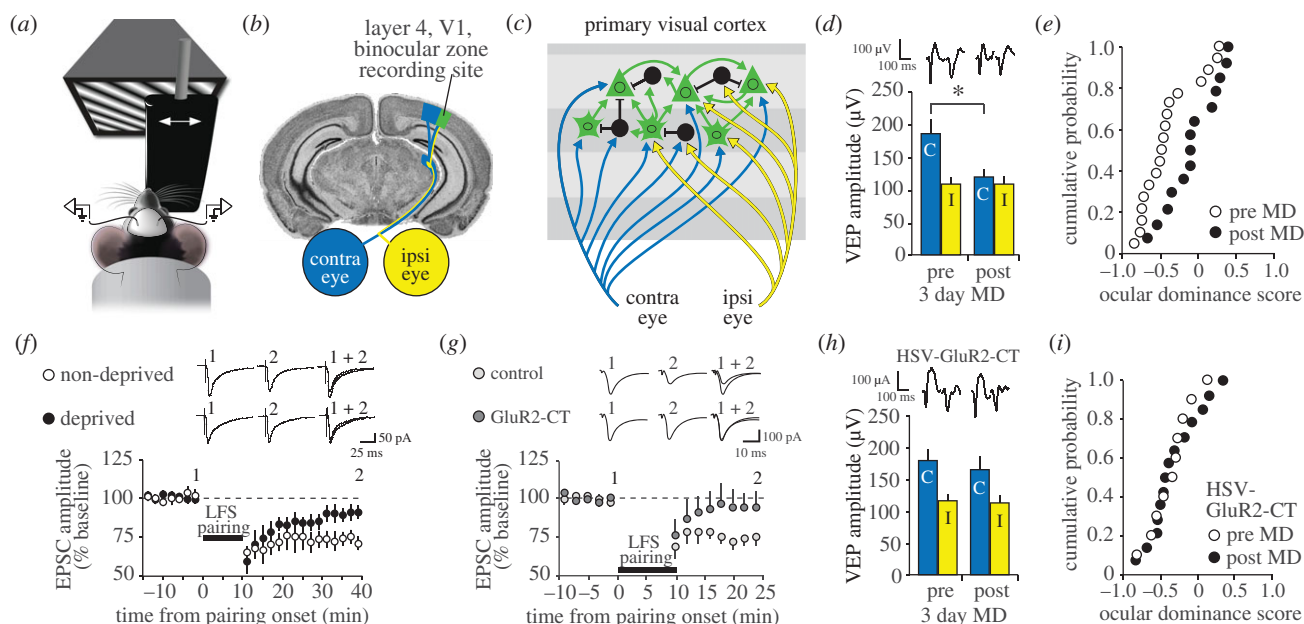 (a)
(b)
layer 4, V1,
binocular zone
recording site
contra
eye
ipsi
eye
(c)
primary visual cortex
contra
eye
ipsi
eye
(d)
100 µV
100 ms
*
VEP amplitude (µV)
250
200
150
100
50
0
C
I
C
I
pre
post
3 day MD
(e)
cumulative probability
1.0
0.8
0.6
0.4
0.2
0
pre MD
post MD
−1.0
−0.5
0
0.5
1.0
ocular dominance score
(f)
non-deprived
deprived
1
2
1 + 2
50 pA
25 ms
EPSC amplitude
(% baseline)
125
100
75
50
1
2
LFS
pairing
−10
0
10
20
30
40
time from pairing onset (min)
(g)
control
GluR2-CT
1
2
1 + 2
1
2
1 + 2
100 pA
10 ms
EPSC amplitude
(% baseline)
125
100
75
50
1
2
LFS
pairing
−10
−5
0
5
10
15
20
25
time from pairing onset (min)
(h)
HSV-GluR2-CT
100 µA
100 ms
VEP amplitude (µV)
250
200
150
100
50
0
C
I
C
I
pre
post
3 day MD
(i)
cumulative probability
1.0
0.8
0.6
0.4
0.2
0
HSV-
GluR2-CT
pre MD
post MD
−1.0
−0.5
0
0.5
1.0
ocular dominance score